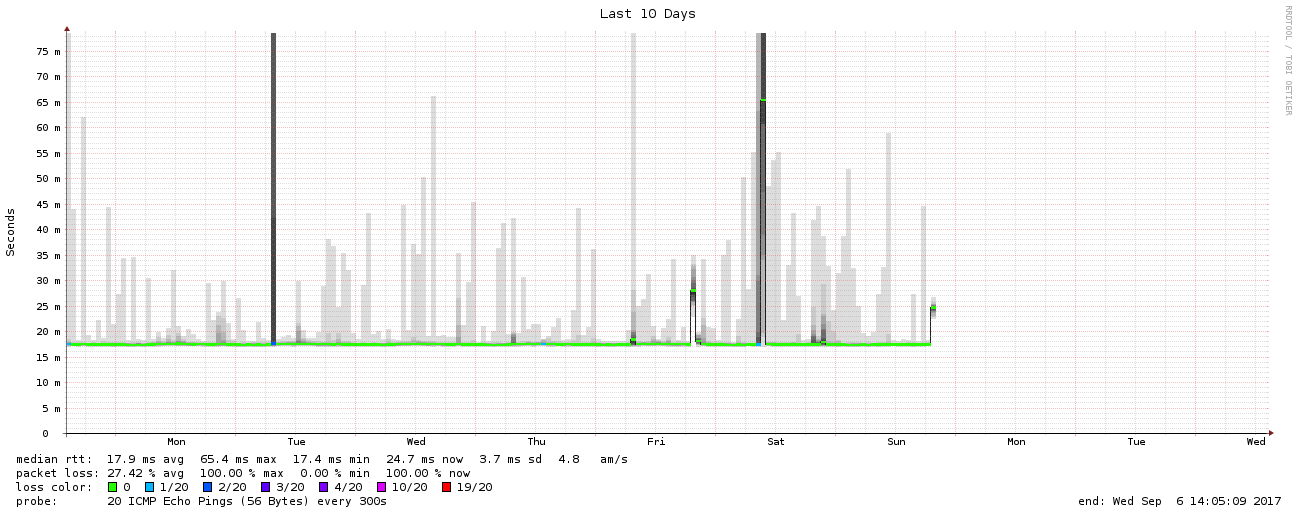 Last 10 Days
RRDTOOL / TOBI OETIKER
Seconds
75 m
70 m
65 m
60 m
55 m
50 m
45 m
40 m
35 m
30 m
25 m
20 m
15 m
10 m
5 m
0
Mon Tue Wed Thu Fri Sat Sun Mon Tue Wed
median rtt: 17.9 ms avg 65.4 ms max 17.4 ms min 24.7 ms now 3.7 ms sd 4.8 am/s
packet loss: 27.42 % avg 100.00 % max 0.00 % min 100.00 % now
loss color: 0 1/20 2/20 3/20 4/20 10/20 19/20
probe: 20 ICMP Echo Pings (56 Bytes) every 300s end: Wed Sep 6 14:05:09 2017